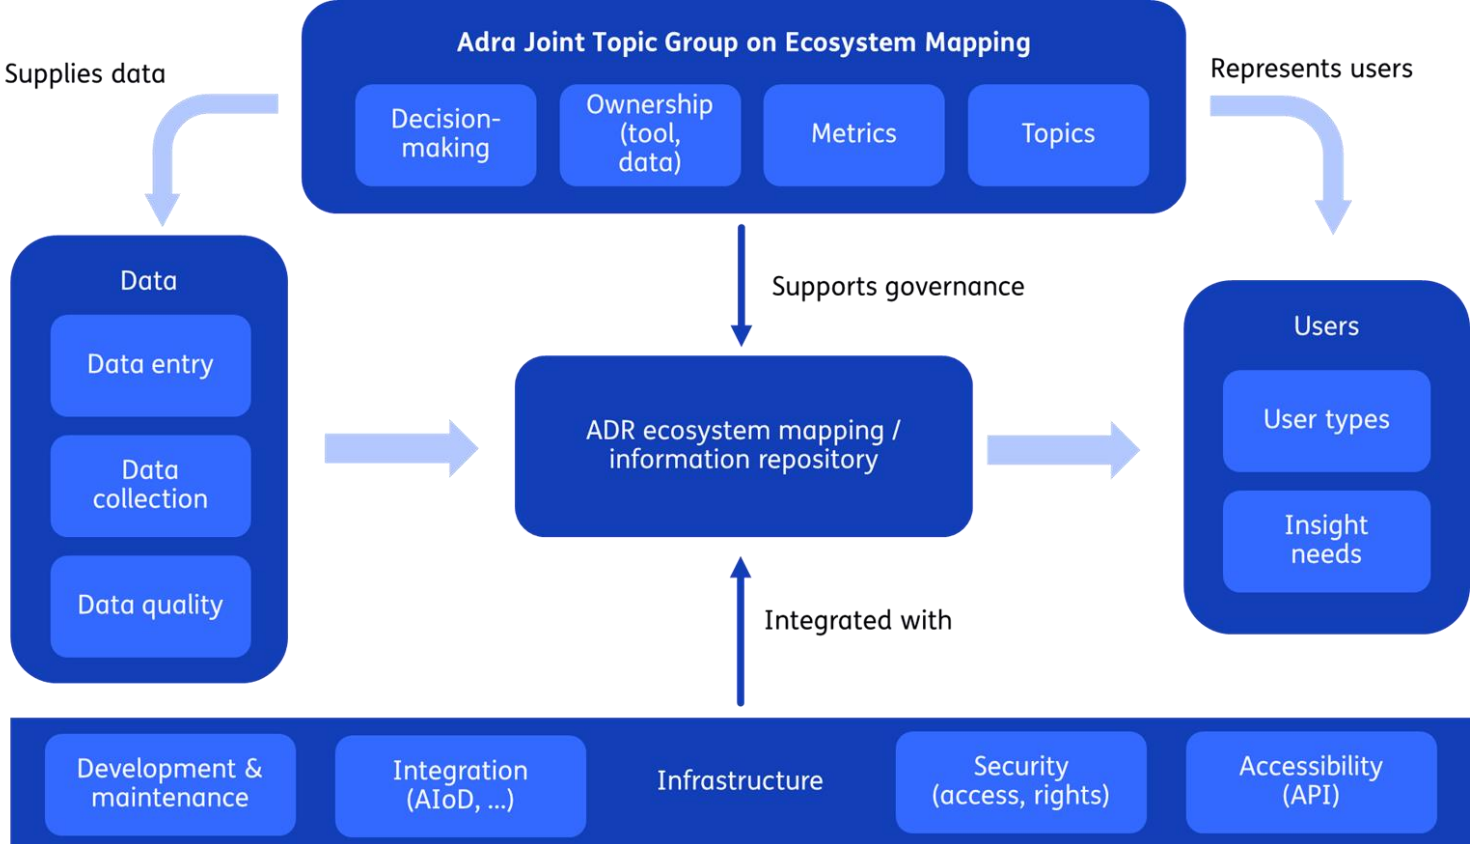 Adra Joint Topic Group on Ecosystem Mapping
Supplies data
Represents users
Decision-
making
Ownership
(tool,
data)
Metrics
Topics
Supports governance
Data
Data entry
Data
collection
Data quality
ADR ecosystem mapping /
information repository
Users
User types
Insight
needs
Integrated with
Development &
maintenance
Integration
(AIoD, ...)
Infrastructure
Security
(access, rights)
Accessibility
(API)